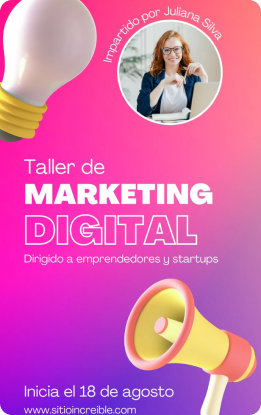 Impartido por Juliana Silva
Taller de
MARKETING
DIGITAL
Dirigido a emprendedores y startups
Inicia el 18 de agosto
www.sitioincreible.com